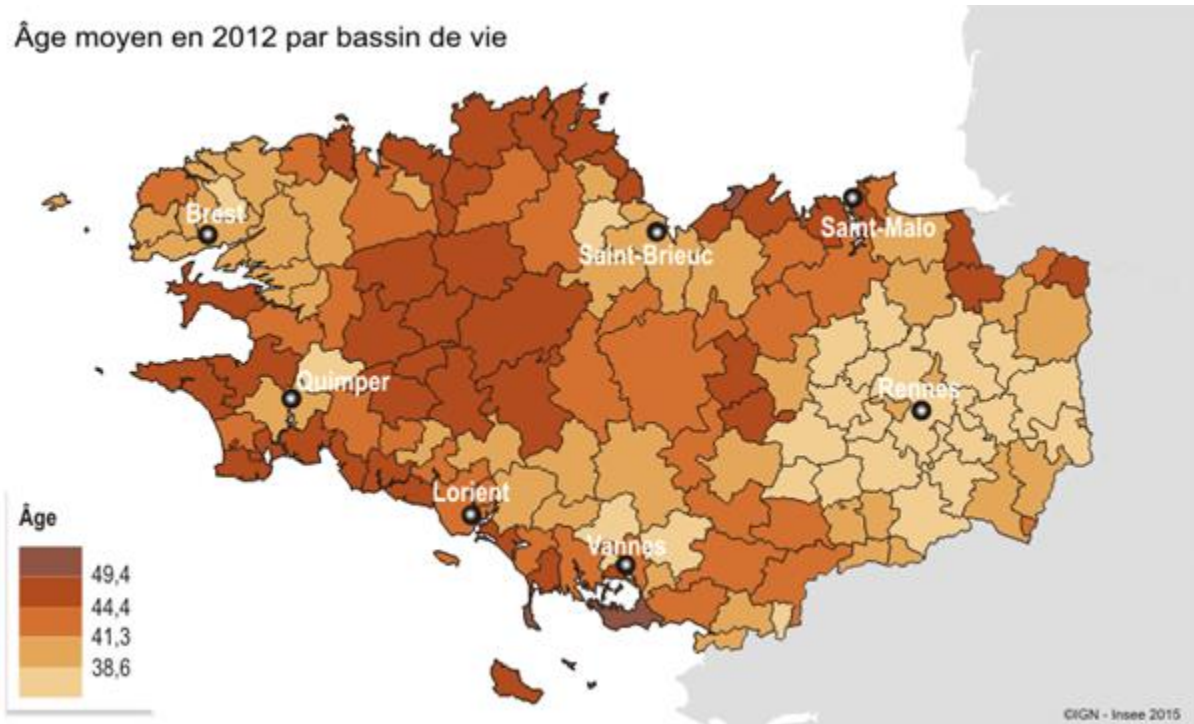 Âge moyen en 2012 par bassin de vie
Brest
Saint-Brieuc
Saint-Malo
Quimper
Rennes
Lorient
Vannes
Âge
49,4
44,4
41,3
38,6
©IGN - Insee 2015